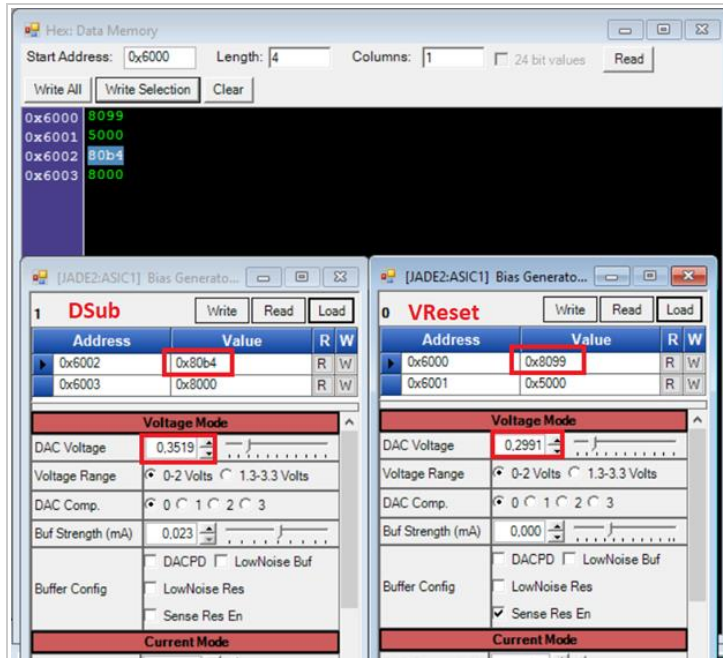 Hex: Data Memory
Start Address: 0x6000 Length: 4 Columns: 1 24 bit values Read
Write All Write Selection Clear
0x6000 8099
0x6001 5000
0x6002 80b4
0x6003 8000
[JADE2:ASIC1] Bias Generato...
1 DSub Write Read Load
Address Value R W
0x6002 0x80b4 R W
0x6003 0x8000 R W
Voltage Mode
DAC Voltage 0,3519
Voltage Range 0-2 Volts 1.3-3.3 Volts
DAC Comp. 0 1 2 3
Buf Strength (mA) 0,023
DACPD LowNoise Buf
Buffer Config LowNoise Res
Sense Res En
Current Mode
[JADE2:ASIC1] Bias Generato...
0 VReset Write Read Load
Address Value R W
0x6000 0x8099 R W
0x6001 0x5000 R W
Voltage Mode
DAC Voltage 0,2991
Voltage Range 0-2 Volts 1.3-3.3 Volts
DAC Comp. 0 1 2 3
Buf Strength (mA) 0,000
DACPD LowNoise Buf
Buffer Config LowNoise Res
Sense Res En
Current Mode